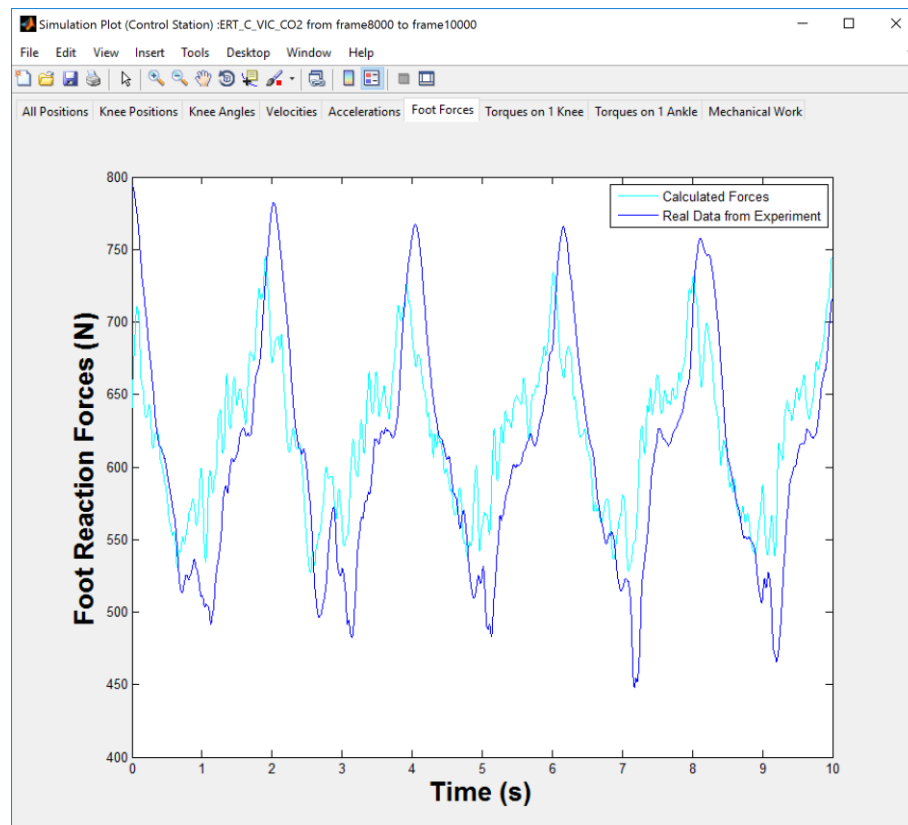 Simulation Plot (Control Station) :ERT_C_VIC_CO2 from frame8000 to frame10000
File Edit View Insert Tools Desktop Window Help
All Positions Knee Positions Knee Angles Velocities Accelerations Foot Forces Torques on 1 Knee Torques on 1 Ankle Mechanical Work
Calculated Forces
Real Data from Experiment
Foot Reaction Forces (N)
800
750
700
650
600
550
500
450
400
0 1 2 3 4 5 6 7 8 9 10
Time (s)